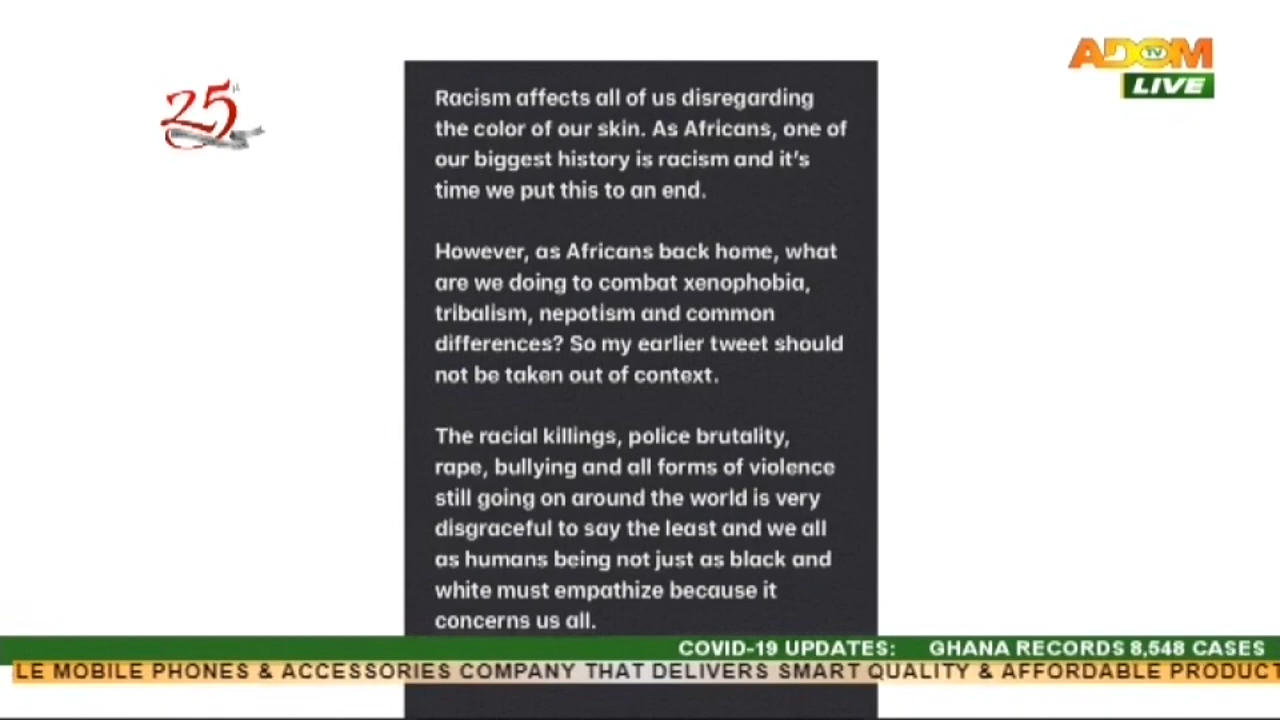 25
ADOM
TV
LIVE
Racism affects all of us disregarding
the color of our skin. As Africans, one of
our biggest history is racism and it's
time we put this to an end.
However, as Africans back home, what
are we doing to combat xenophobia,
tribalism, nepotism and common
differences? So my earlier tweet should
not be taken out of context.
The racial killings, police brutality,
rape, bullying and all forms of violence
still going on around the world is very
disgraceful to say the least and we all
as humans being not just as black and
white must empathize because it
concerns us all.
COVID-19 UPDATES: GHANA RECORDS 8,548 CASES
LE MOBILE PHONES & ACCESSORIES COMPANY THAT DELIVERS SMART QUALITY & AFFORDABLE PRODUCT